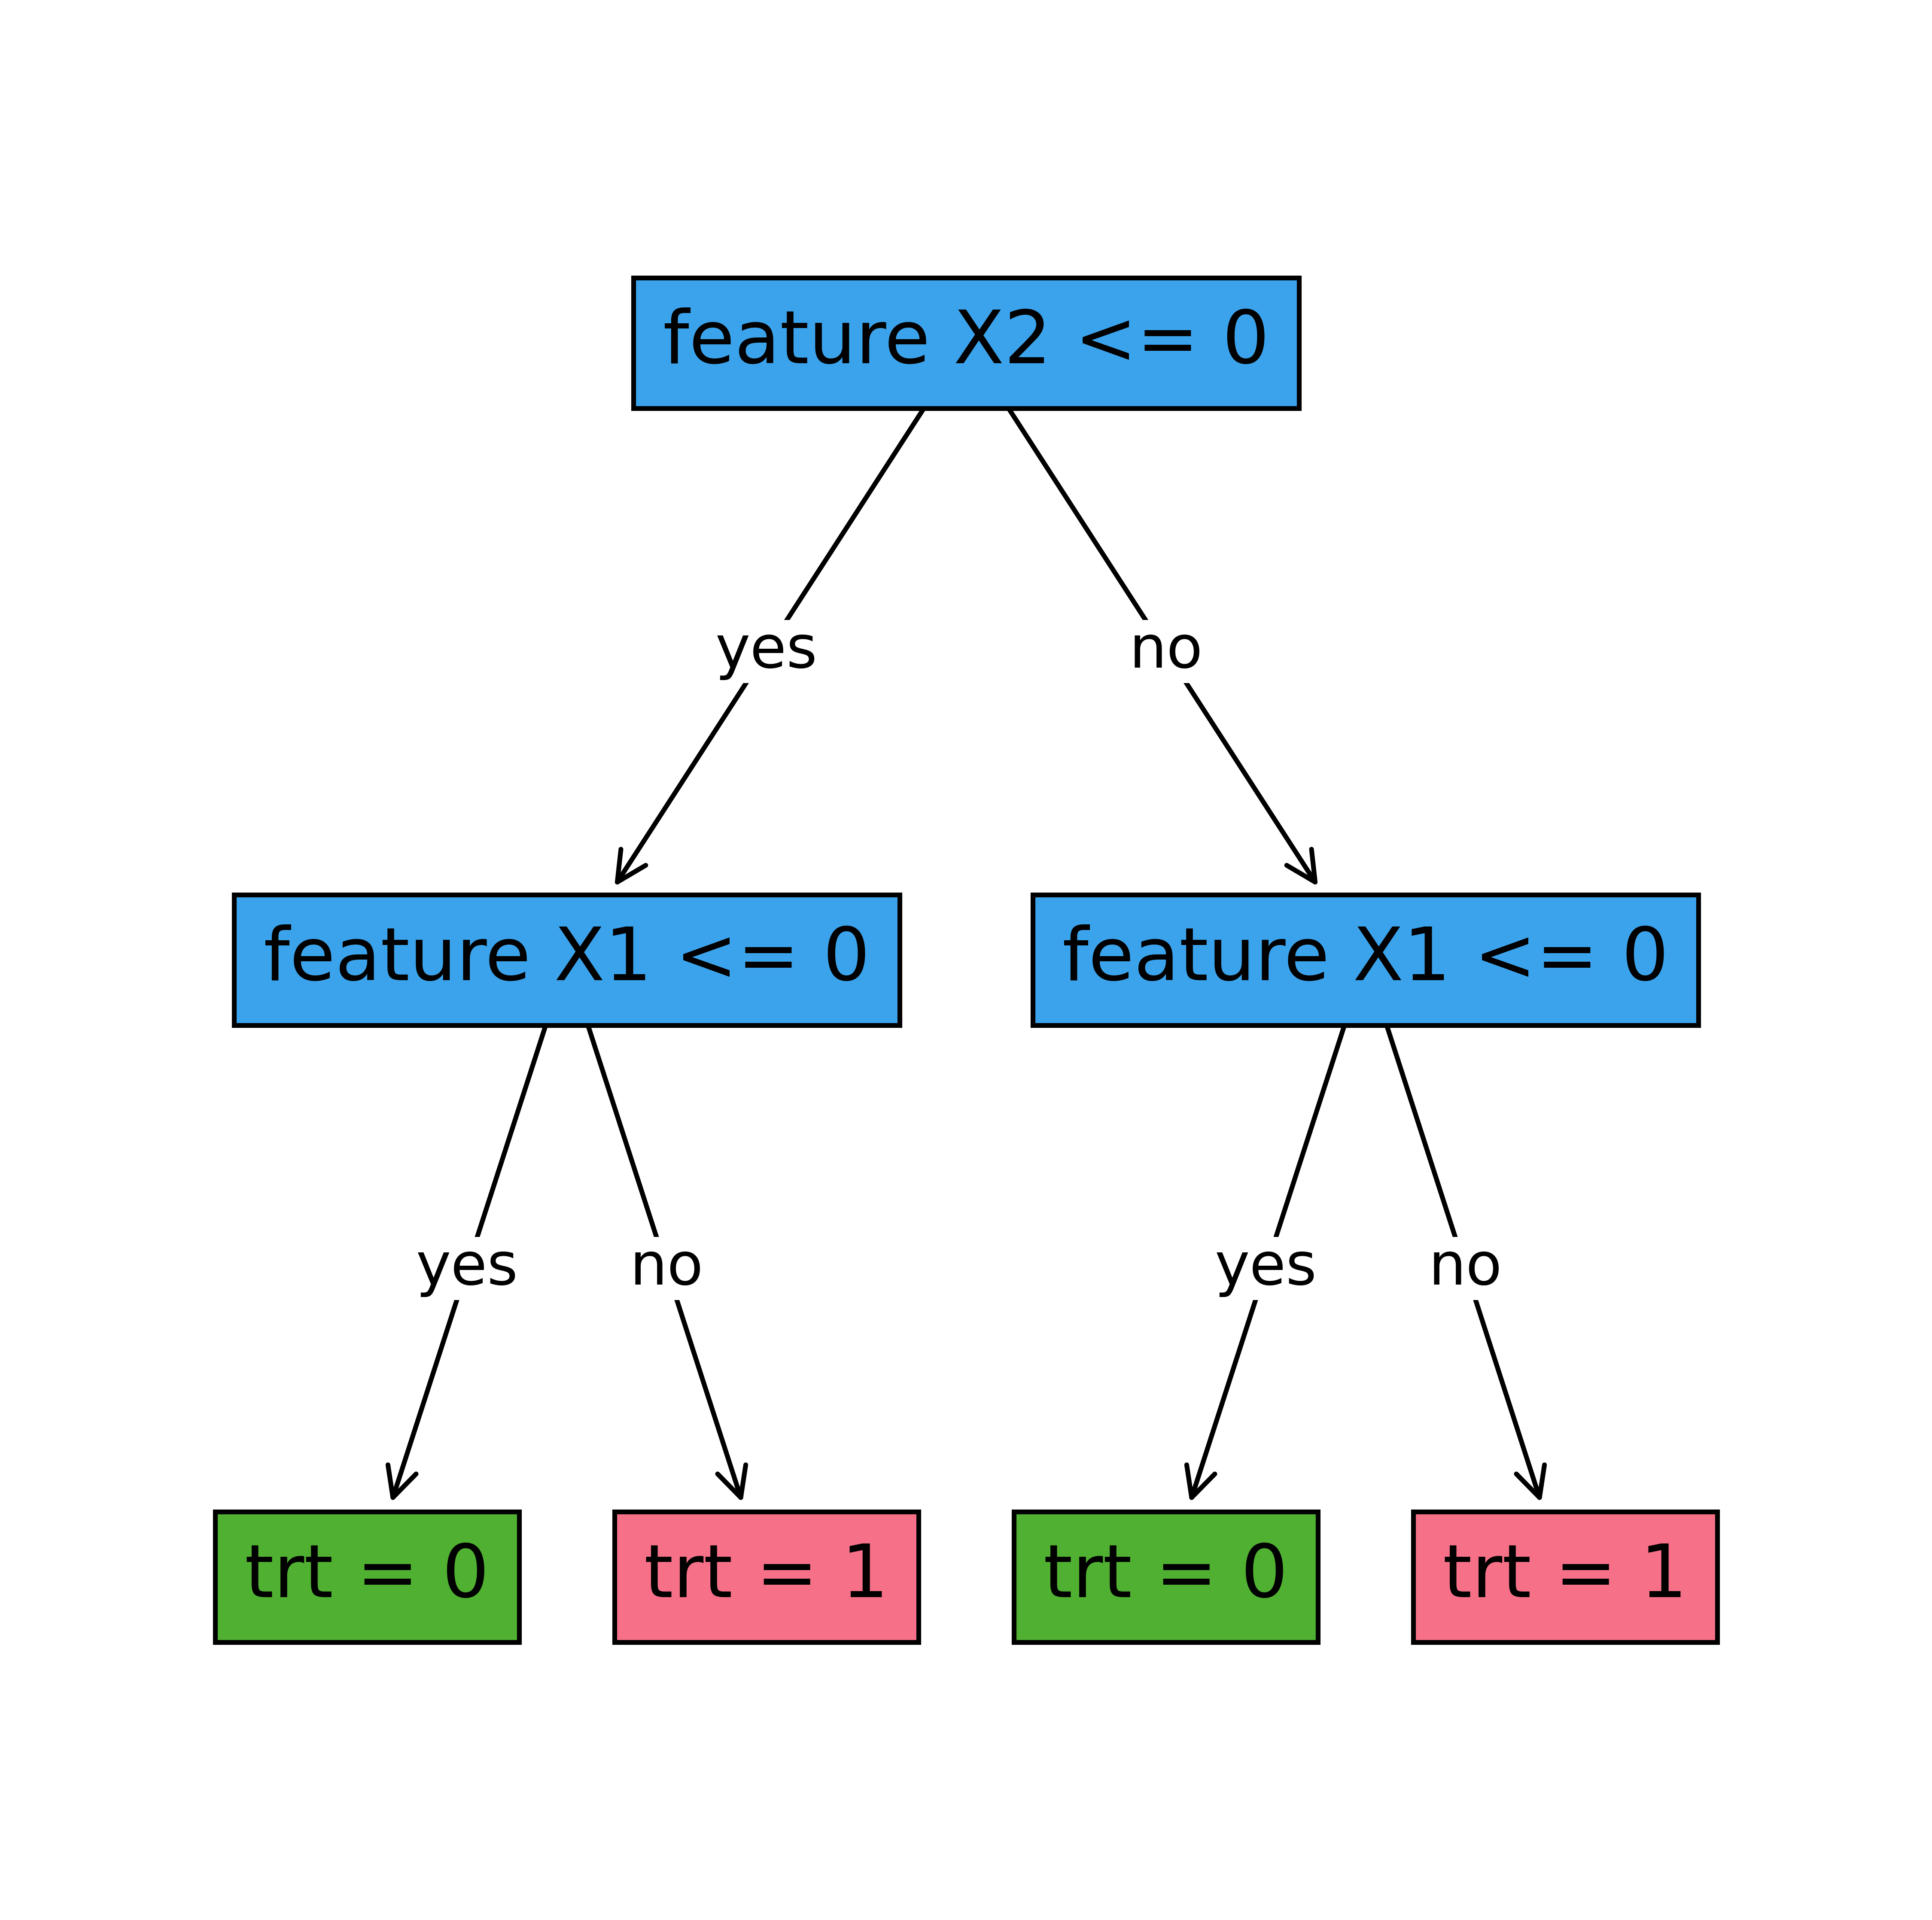 feature X2 <= 0
yes
no
feature X1 <= 0
feature X1 <= 0
yes
no
yes
no
trt = 0
trt = 1
trt = 0
trt = 1